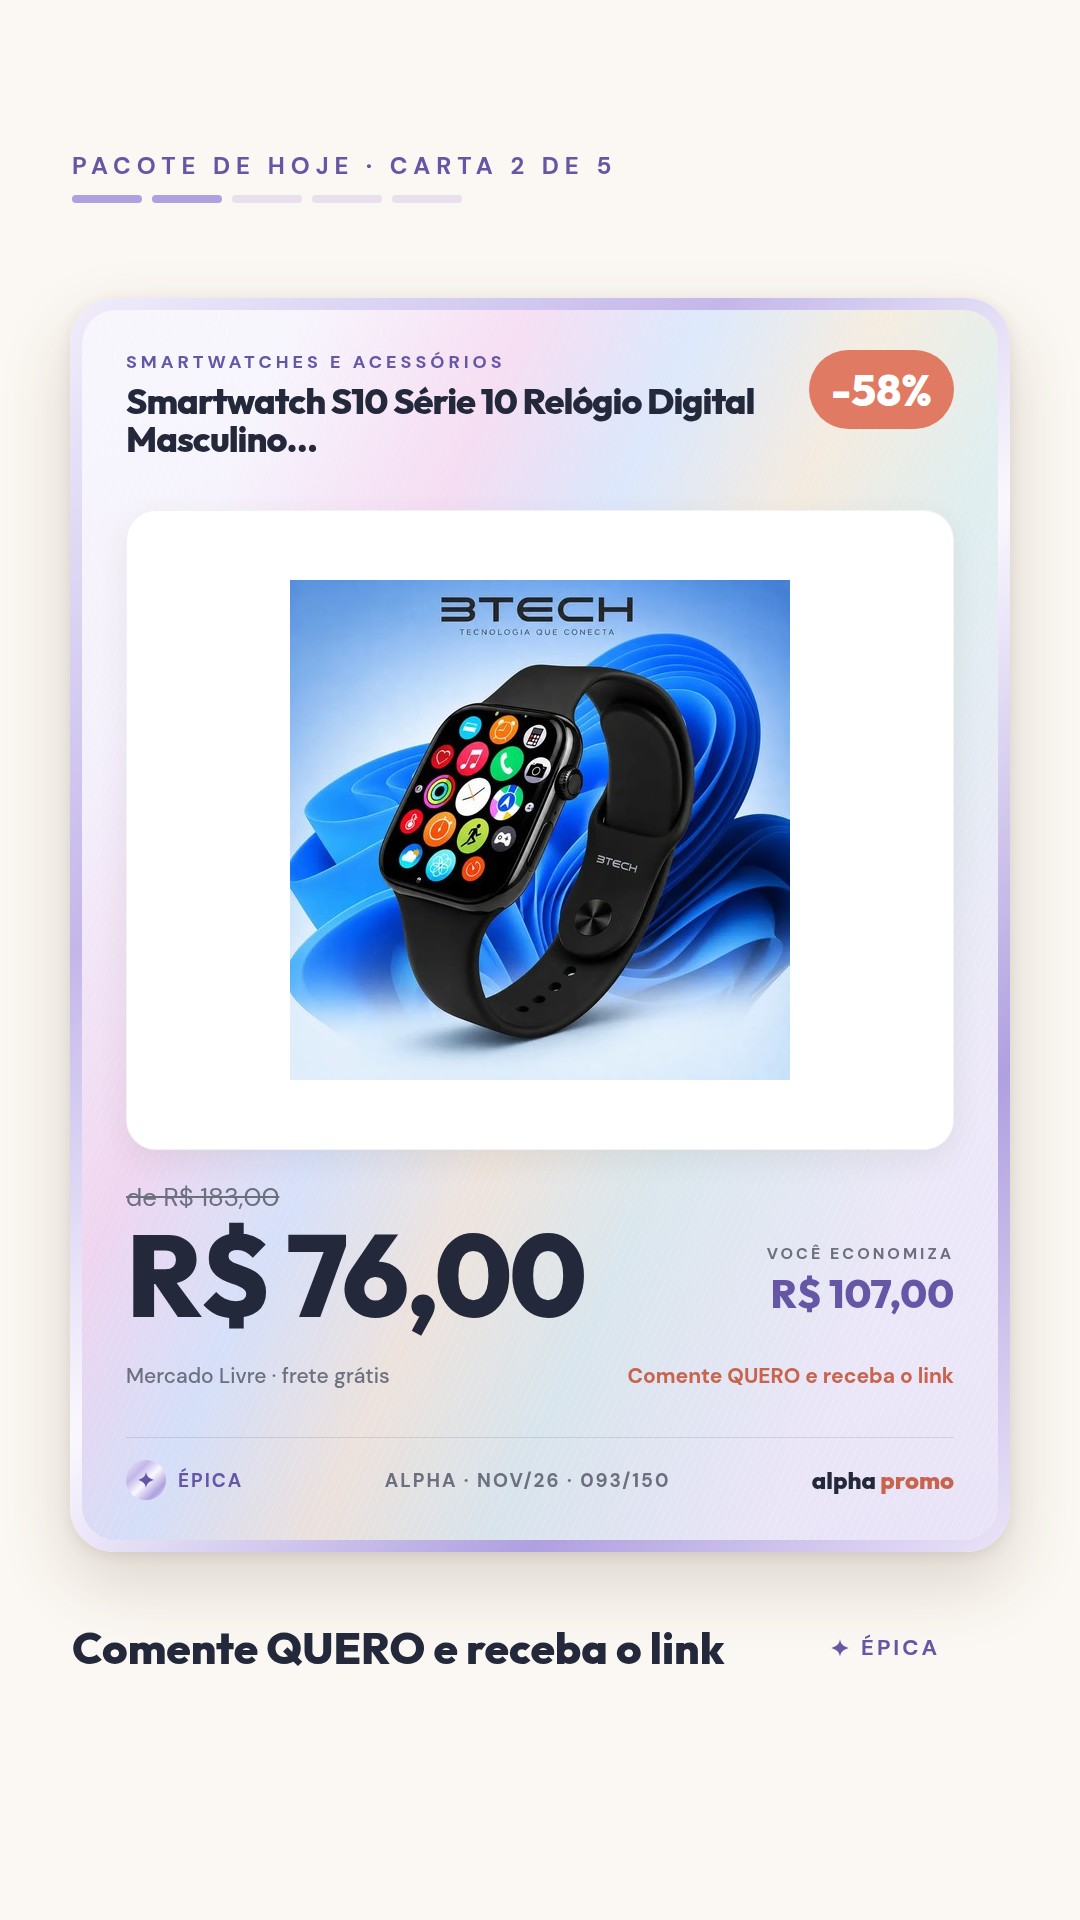 PACOTE DE HOJE · CARTA 2 DE 5
SMARTWATCHES E ACESSÓRIOS
Smartwatch S10 Série 10 Relógio Digital
Masculino...
-58%
3TECH
TECNOLOGIA QUE CONECTA
3TECH
de R$ 183,00
R$ 76,00
VOCÊ ECONOMIZA
R$ 107,00
Mercado Livre · frete grátis
Comente QUERO e receba o link
ÉPICA
ALPHA · NOV/26 · 093/150
alpha promo
Comente QUERO e receba o link
ÉPICA